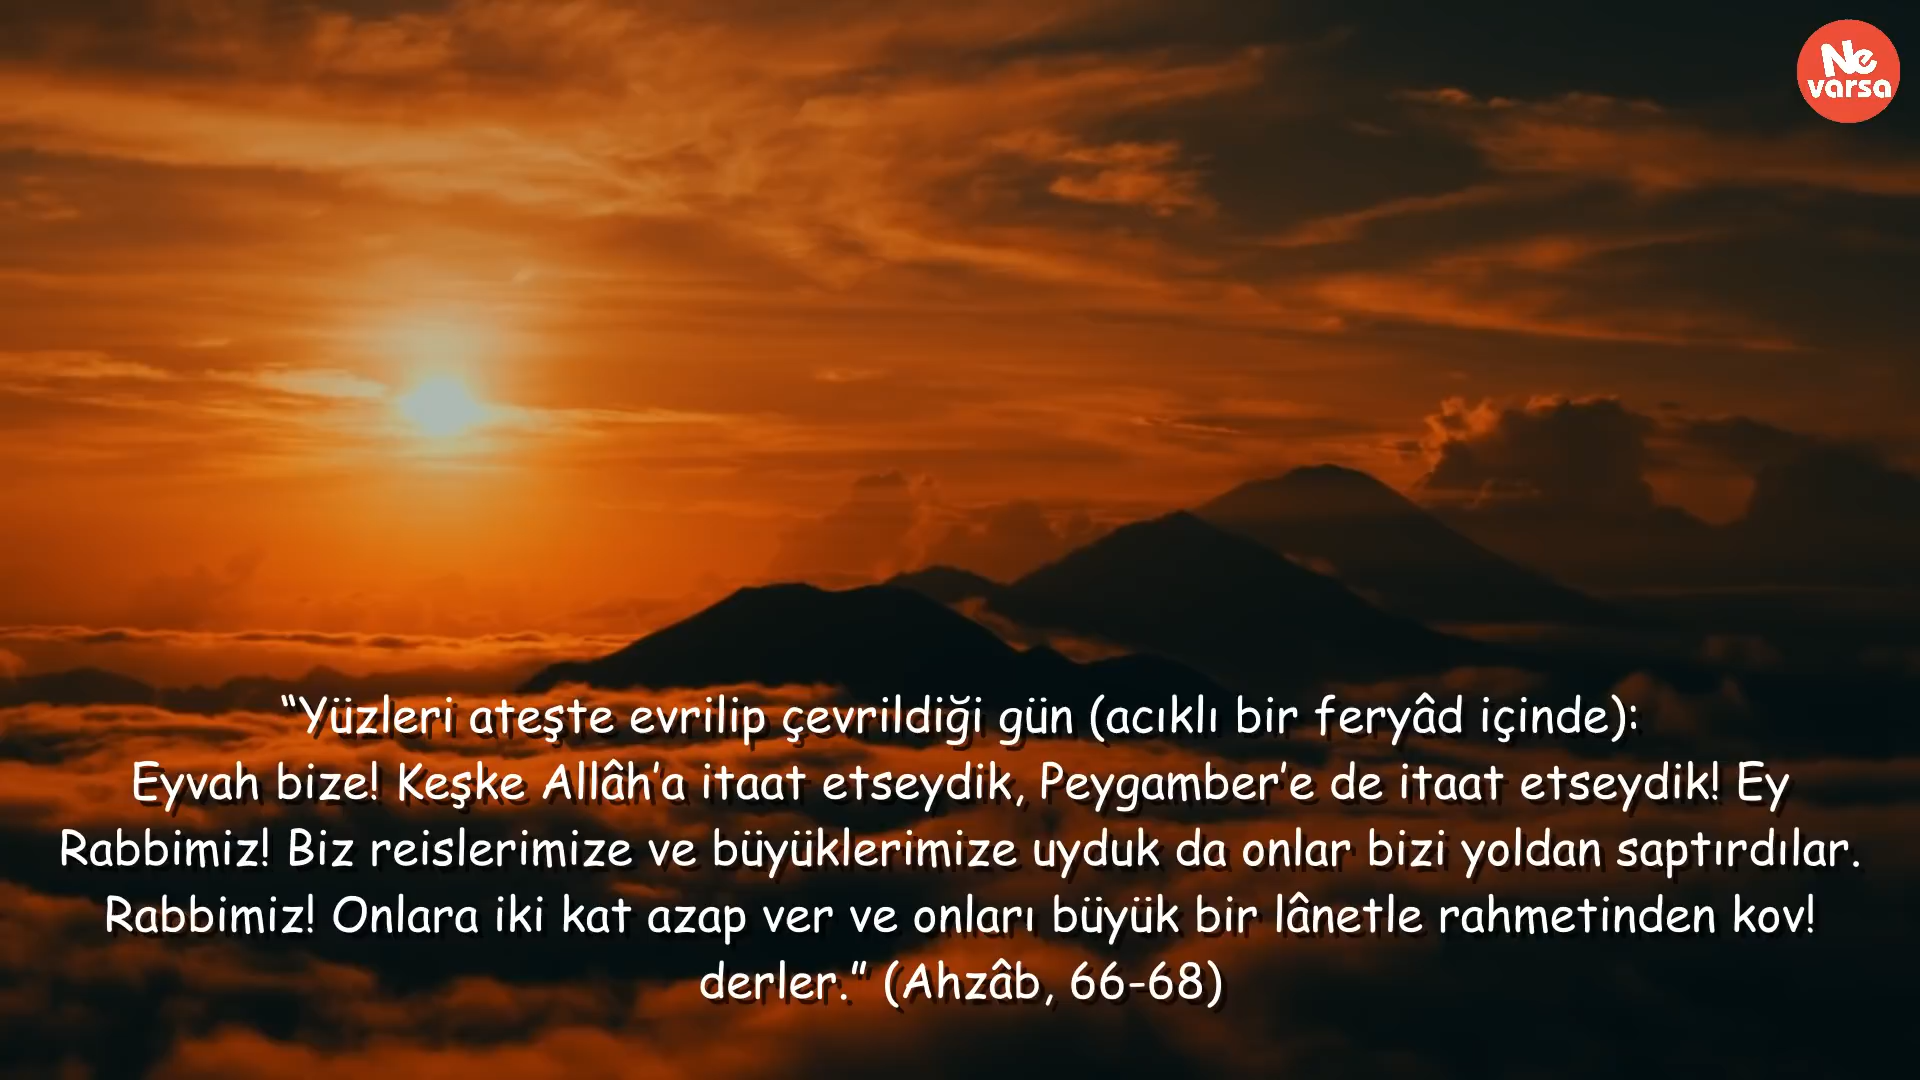 Ne
varsa
“Yüzleri ateşte evrilip çevrildiği gün (acıklı bir feryâd içinde):
Eyvah bize! Keşke Allâh’a itaat etseydik, Peygamber’e de itaat etseydik! Ey
Rabbimiz! Biz reislerimize ve büyüklerimize uyduk da onlar bizi yoldan saptırdılar.
Rabbimiz! Onlara iki kat azap ver ve onları büyük bir lânetle rahmetinden kov!
derler.” (Ahzâb, 66-68)